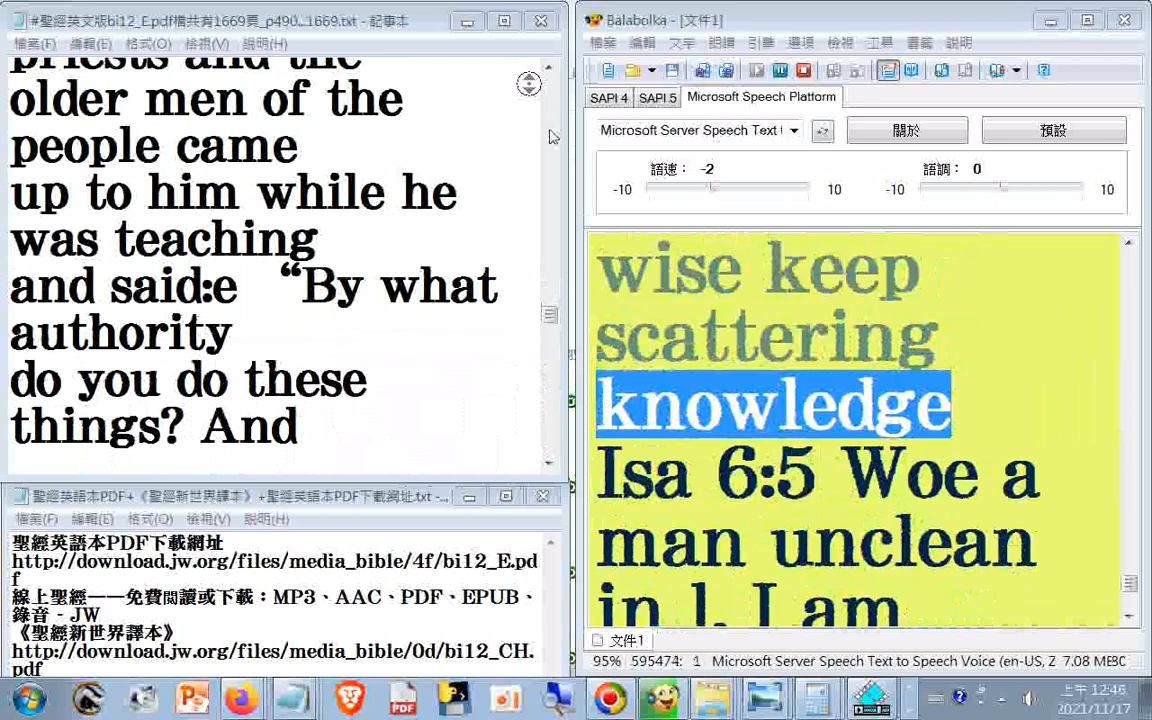 #聖經英文版bi12_E.pdf檔共有1669頁_p490...1669.txt - 記事本
檔案(F) 編輯(E) 格式(O) 檢視(V) 說明(H)
priests and the
older men of the
people came
up to him while he
was teaching
and said:e “By what
authority
do you do these
things? And
聖經英語本PDF+《聖經新世界譯本》+聖經英語本PDF下載網址.txt - ...
檔案(F) 編輯(E) 格式(O) 檢視(V) 說明(H)
聖經英語本PDF下載網址
http://download.jw.org/files/media_bible/4f/bi12_E.pd
f
線上聖經——免費閱讀或下載：MP3、AAC、PDF、EPUB、
錄音 - JW
《聖經新世界譯本》
http://download.jw.org/files/media_bible/0d/bi12_CH.
pdf
Balabolka - [文件1]
檔案 編輯 文字 朗讀 引擎 選項 檢視 工具 書籤 說明
SAPI 4 SAPI 5 Microsoft Speech Platform
Microsoft Server Speech Text 關於 預設
語速： -2 語調： 0
-10 10 -10 10
wise keep
scattering
knowledge
Isa 6:5 Woe a
man unclean
in l. I am
文件1
95% 595474: 1 Microsoft Server Speech Text to Speech Voice (en-US, Z 7.08 MB
上午 12:46
2021/11/17